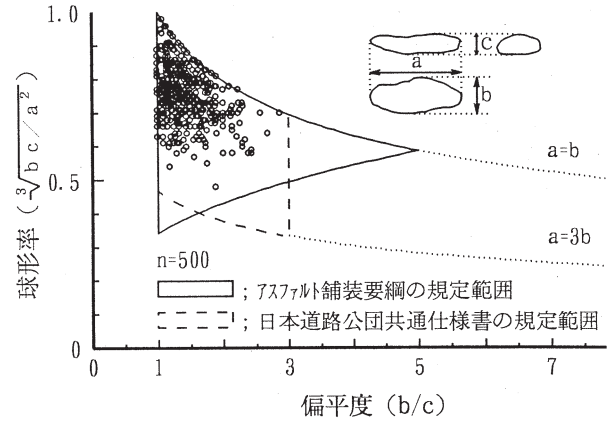 1.0
0.5
0
球形率 (∛bc／a²)
0 1 3 5 7
偏平度 (b/c)
a
b
c
a=b
a=3b
n=500
；アスファルト舗装要綱の規定範囲
；日本道路公団共通仕様書の規定範囲